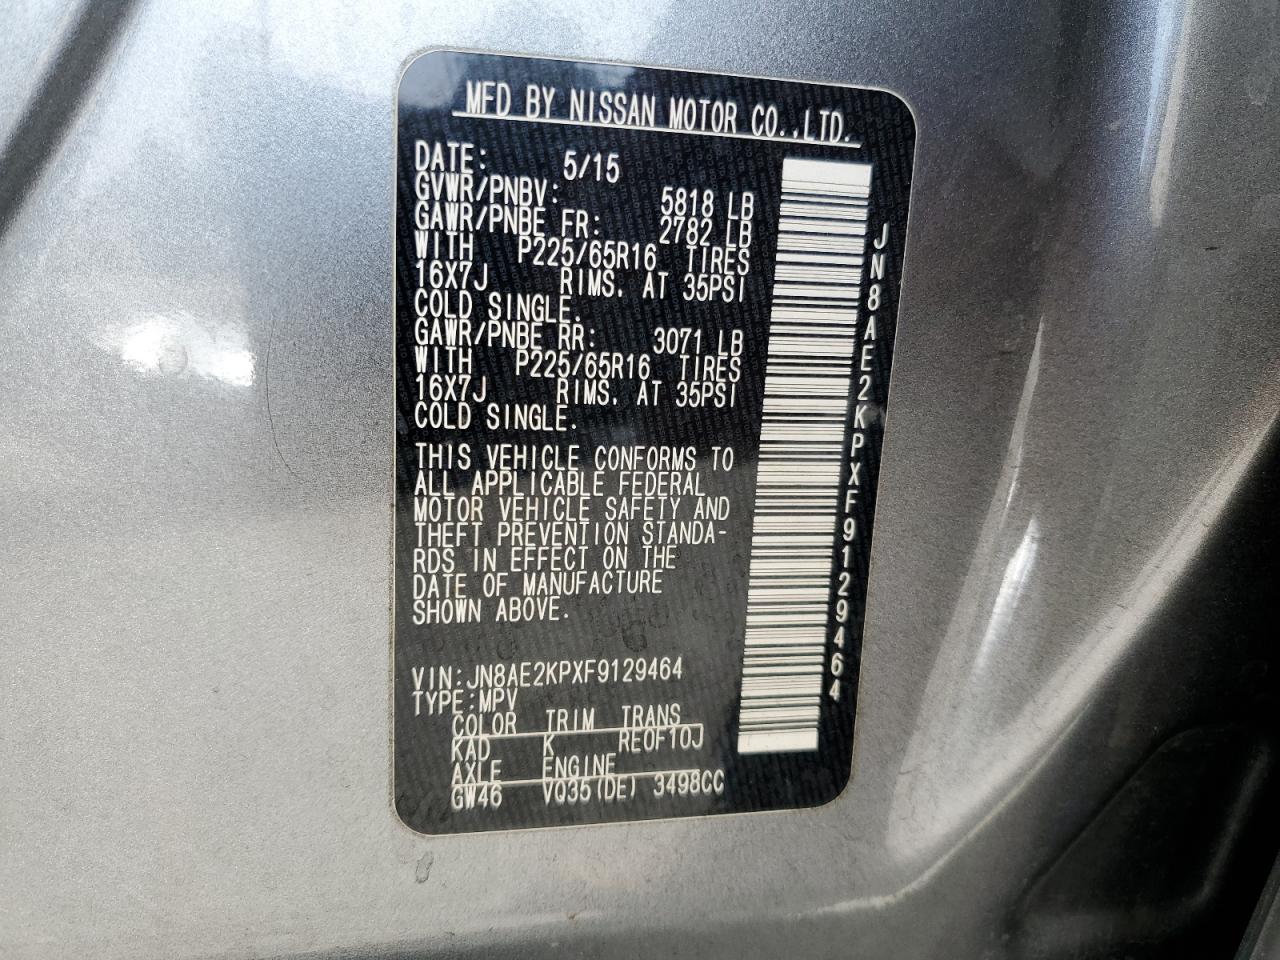 MFD BY NISSAN MOTOR CO.,LTD.
DATE: 5/15
GVWR/PNBV: 5818 LB
GAWR/PNBE FR: 2782 LB
WITH P225/65R16 TIRES
16X7J RIMS. AT 35PSI
COLD SINGLE.
GAWR/PNBE RR: 3071 LB
WITH P225/65R16 TIRES
16X7J RIMS. AT 35PSI
COLD SINGLE.
THIS VEHICLE CONFORMS TO
ALL APPLICABLE FEDERAL
MOTOR VEHICLE SAFETY AND
THEFT PREVENTION STANDA-
RDS IN EFFECT ON THE
DATE OF MANUFACTURE
SHOWN ABOVE.
VIN:JN8AE2KPXF9129464
TYPE:MPV
COLOR TRIM TRANS
KAD K RE0F10J
AXLE ENGINE
GW46 VQ35(DE) 3498CC
JN8AE2KPXF9129464